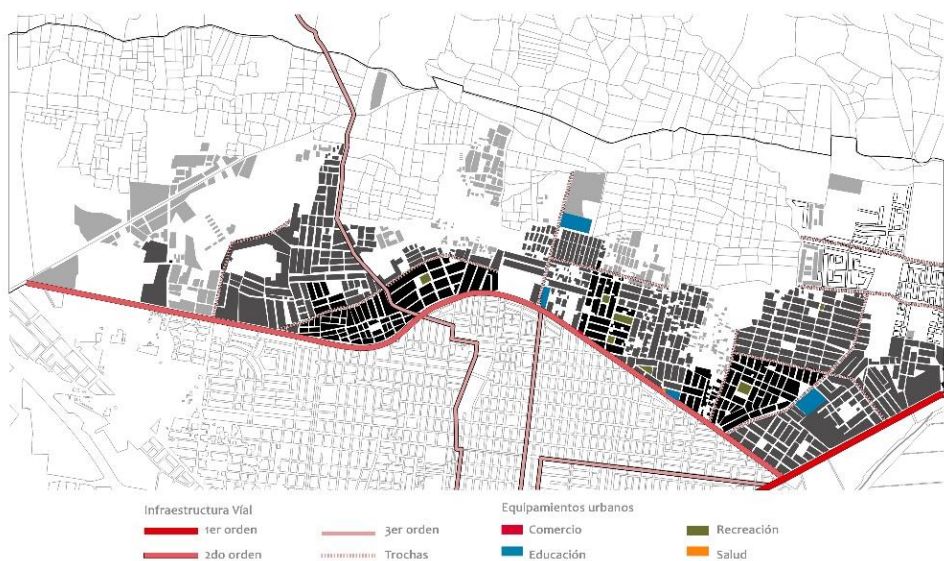 Infraestructura Víal
Equipamientos urbanos
1er orden
3er orden
Comercio
Recreación
2do orden
Trochas
Educación
Salud